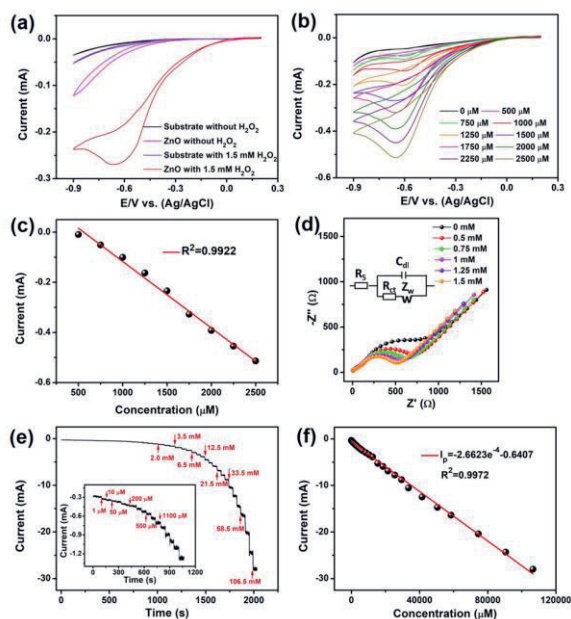 (a)
0.0
-0.1
-0.2
-0.3
Current (mA)
Substrate without H2O2
ZnO without H2O2
Substrate with 1.5 mM H2O2
ZnO with 1.5 mM H2O2
-0.9 -0.6 -0.3 0.0 0.3
E/V vs. (Ag/AgCl)
(b)
0.0
-0.2
-0.4
-0.6
Current (mA)
0 μM 500 μM
750 μM 1000 μM
1250 μM 1500 μM
1750 μM 2000 μM
2250 μM 2500 μM
-0.9 -0.6 -0.3 0.0 0.3
E/V vs. (Ag/AgCl)
(c)
0.0
-0.2
-0.4
-0.6
Current (mA)
R²=0.9922
500 1000 1500 2000 2500
Concentration (μM)
(d)
1500
1000
500
0
-Z'' (Ω)
Cdl
RS
Rct
Zw
W
0 mM
0.5 mM
0.75 mM
1 mM
1.25 mM
1.5 mM
0 500 1000 1500
Z' (Ω)
(e)
0
-10
-20
-30
Current (mA)
3.5 mM
2.0 mM
12.5 mM
6.5 mM
33.5 mM
21.5 mM
58.5 mM
106.5 mM
-0.3
-0.6
-0.9
-1.2
Current (mA)
10 μM
200 μM
1 μM
50 μM
1100 μM
500 μM
0 300 600 900 1200
Time (s)
0 500 1000 1500 2000
Time (s)
(f)
0
-10
-20
-30
Current (mA)
Ip=-2.6623e⁻⁴-0.6407
R²=0.9972
0 40000 80000 120000
Concentration (μM)